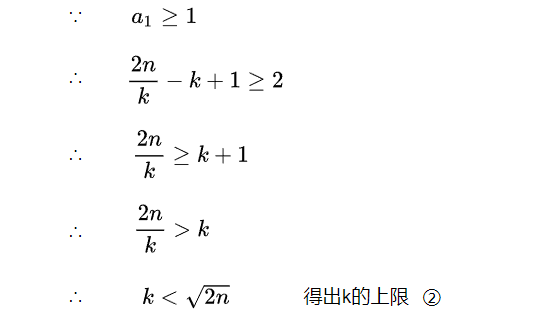 ∵ a₁ ≥ 1
∴ 2n/k − k + 1 ≥ 2
∴ 2n/k ≥ k + 1
∴ 2n/k > k
∴ k < √2n 得出k的上限 ②